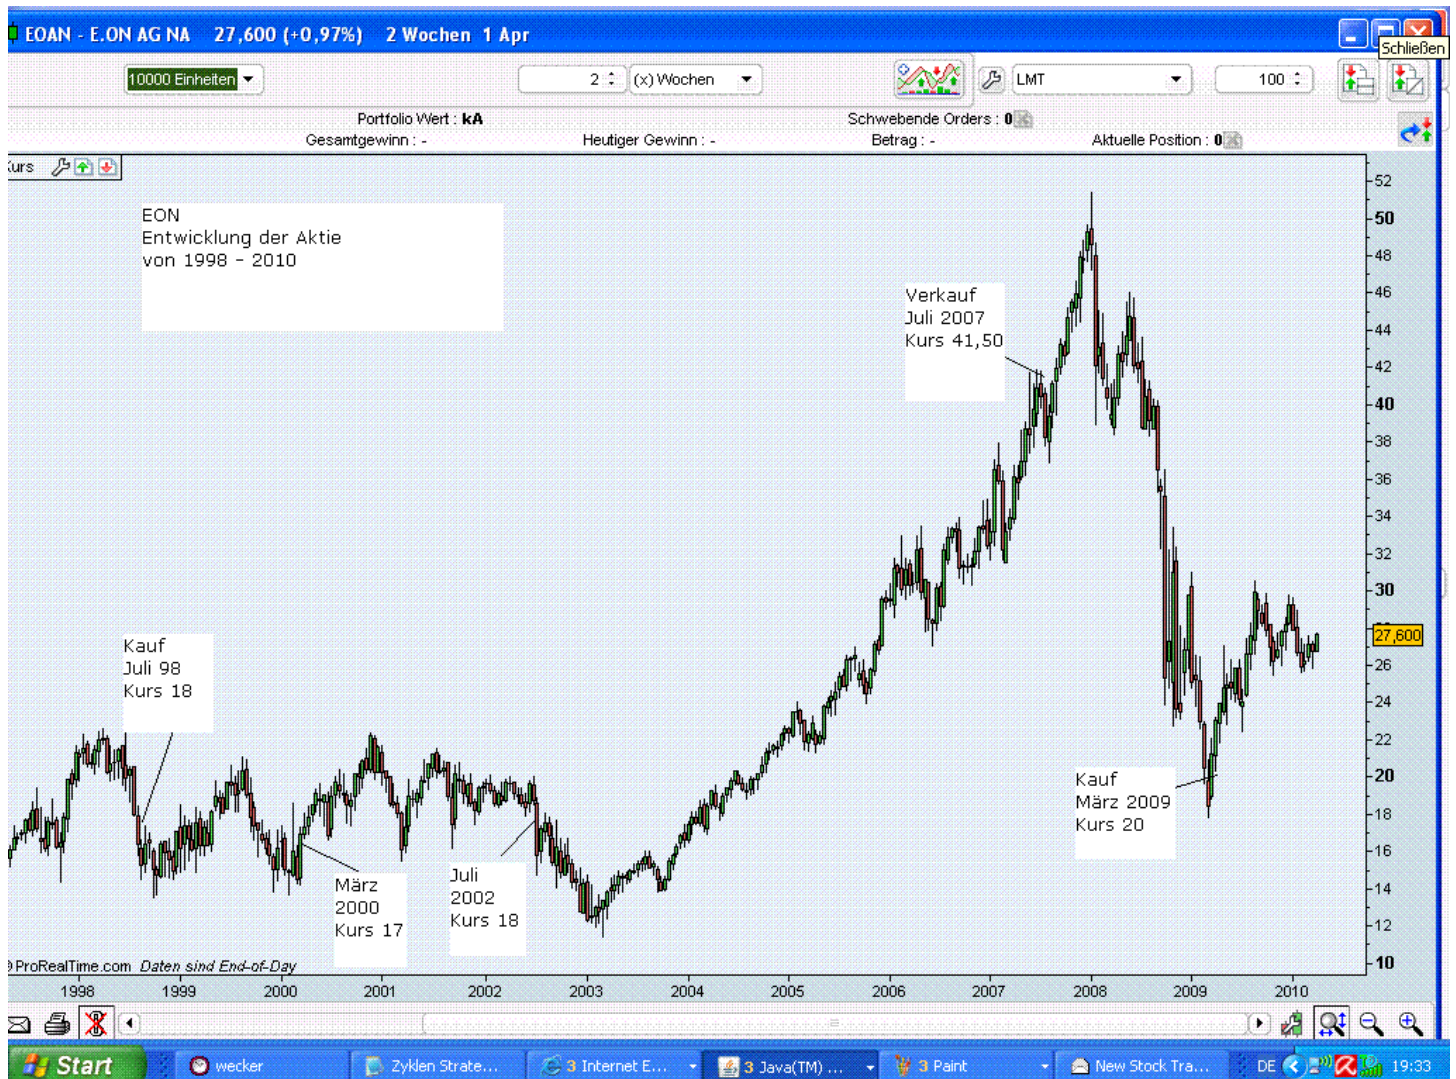 EOAN - E.ON AG NA 27,600 (+0,97%) 2 Wochen 1 Apr
Schließen
10000 Einheiten
2 (x) Wochen
LMT
100
Portfolio Wert : kA
Schwebende Orders : 0
Gesamtgewinn : -
Heutiger Gewinn : -
Betrag : -
Aktuelle Position : 0
Kurs
EON
Entwicklung der Aktie
von 1998 - 2010
Verkauf
Juli 2007
Kurs 41,50
Kauf
Juli 98
Kurs 18
März
2000
Kurs 17
Juli
2002
Kurs 18
Kauf
März 2009
Kurs 20
52
50
48
46
44
42
40
38
36
34
32
30
27,600
26
24
22
20
18
16
14
12
10
ProRealTime.com Daten sind End-of-Day
1998 1999 2000 2001 2002 2003 2004 2005 2006 2007 2008 2009 2010
Start
wecker
Zyklen Strate...
3 Internet E...
3 Java(TM) ...
3 Paint
New Stock Tra...
DE
19:33